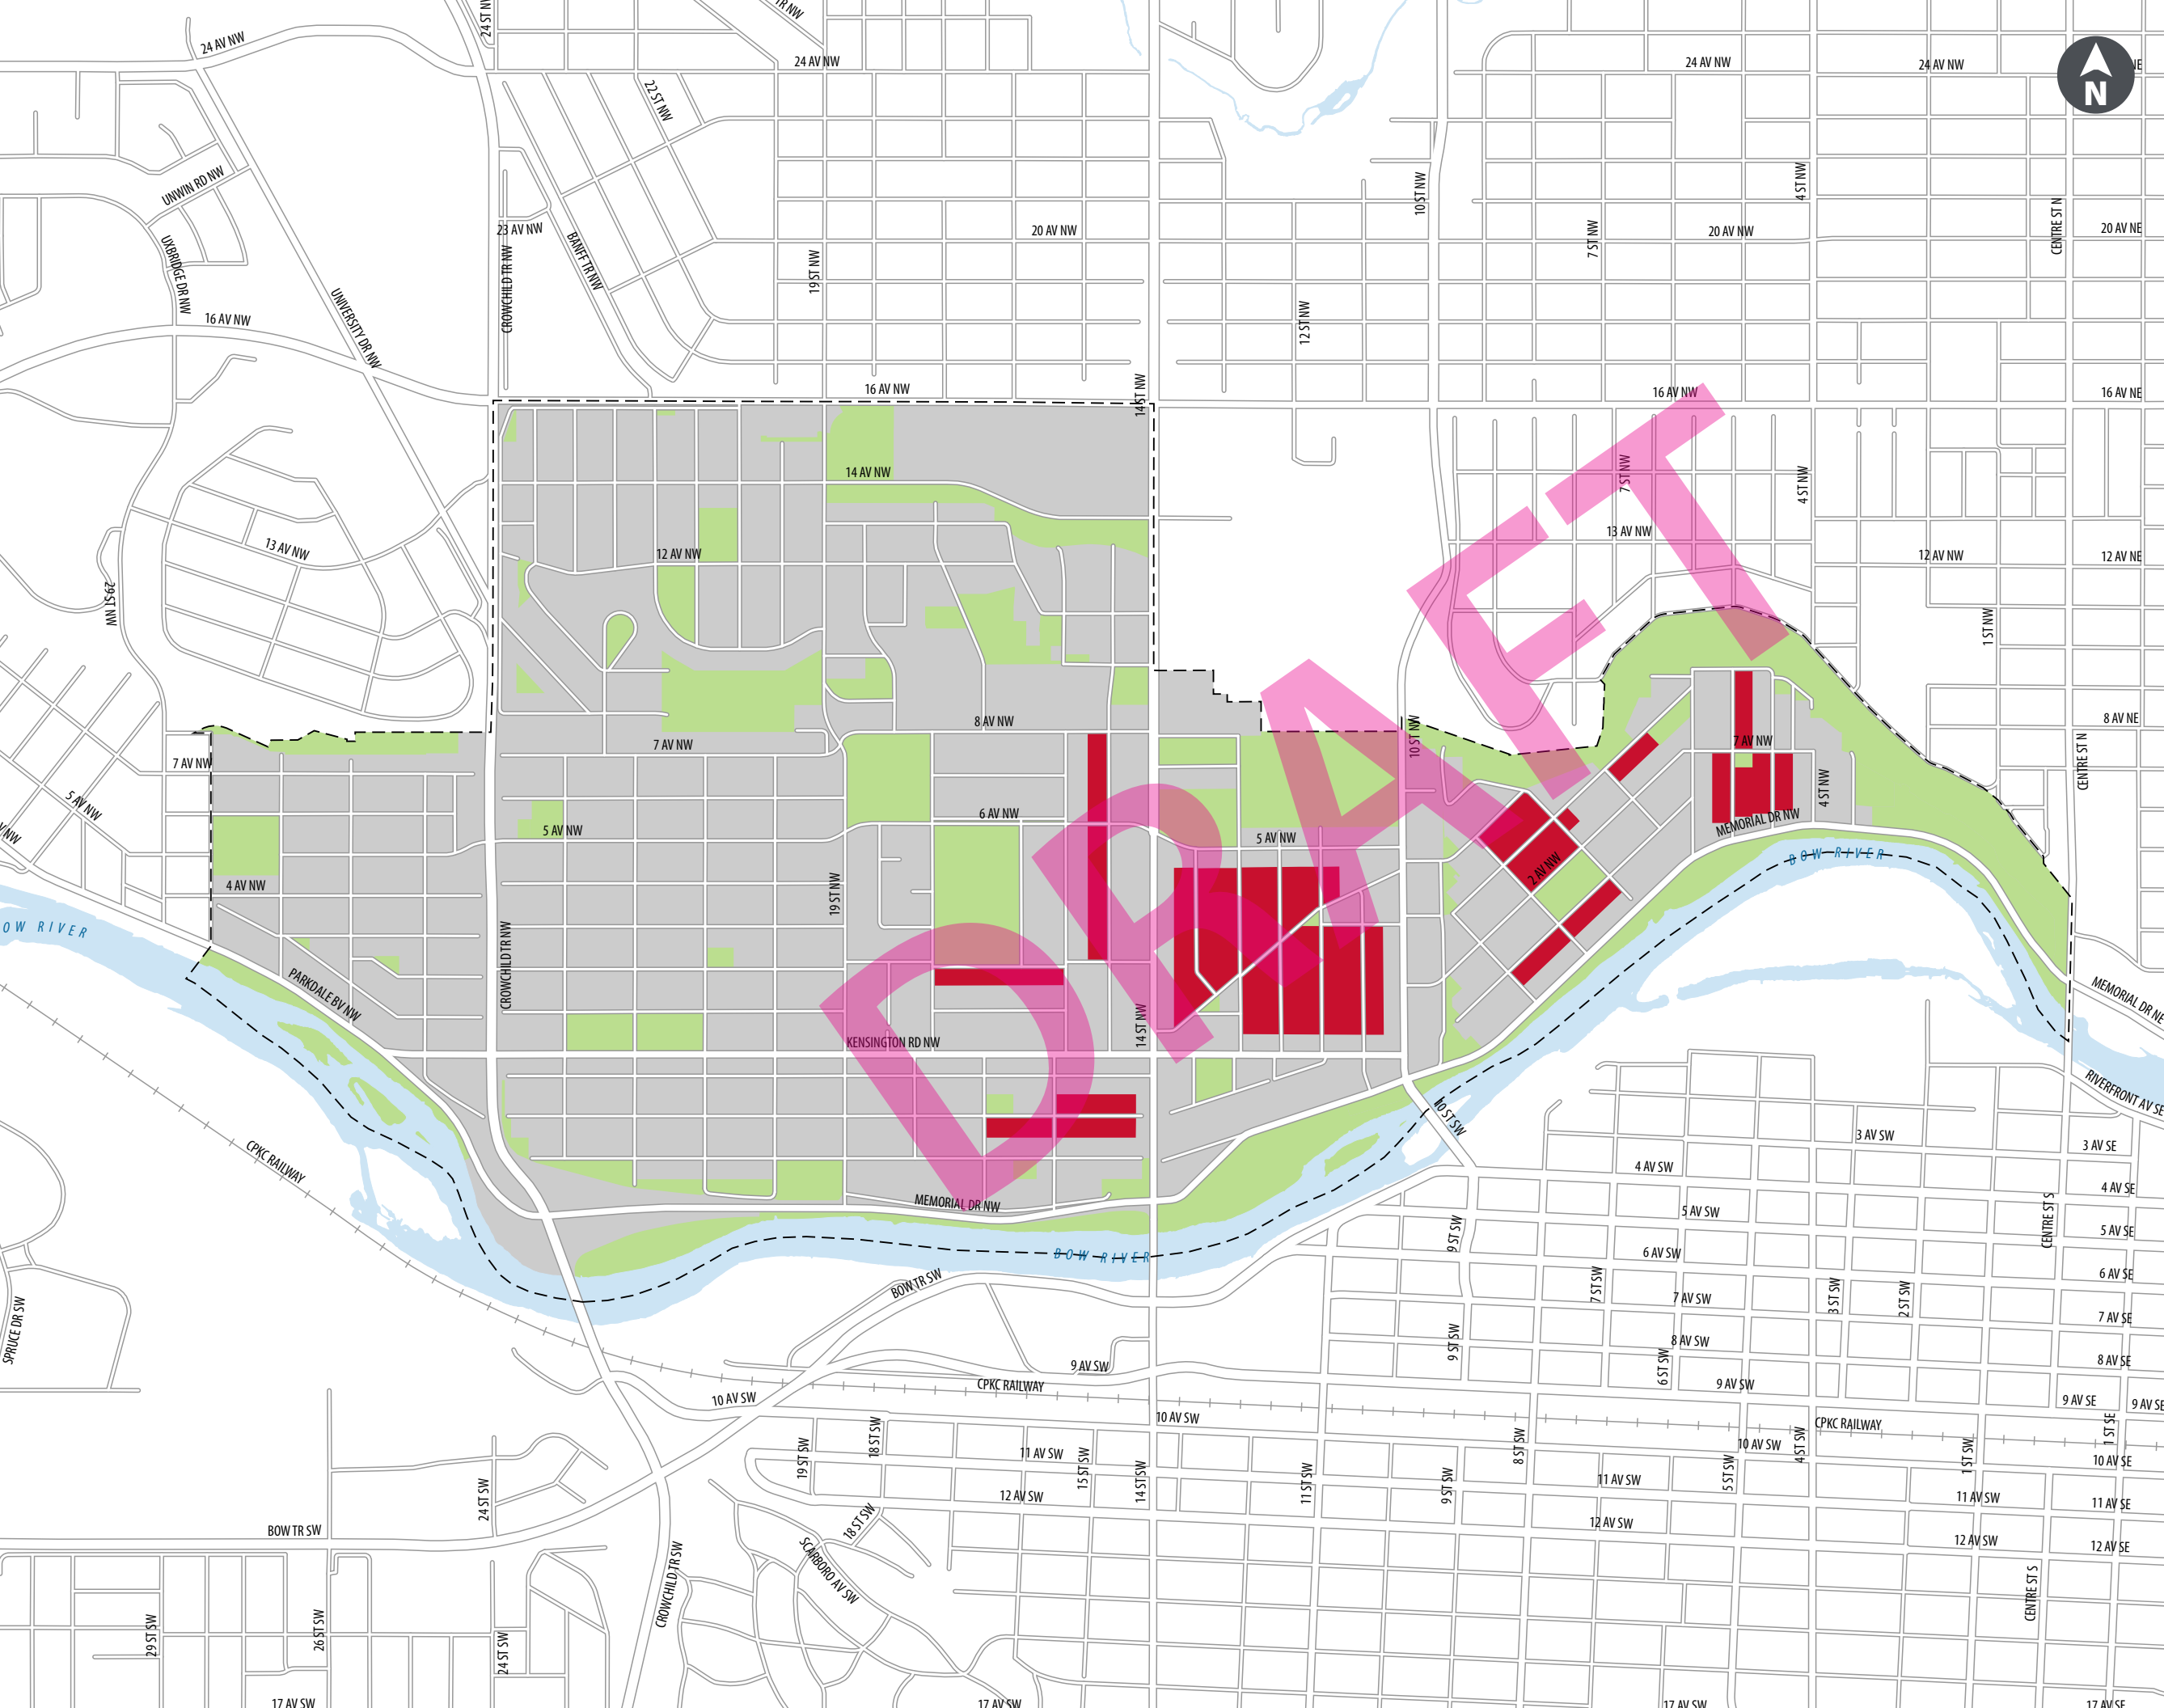 24 ST NW
TR NW
24 AV NW
24 AV NW
24 AV NW
24 AV NW
NE
N
22 ST NW
UNWIN RD NW
10 ST NW
4 ST NW
23 AV NW
20 AV NW
7 ST NW
20 AV NW
CENTRE ST N
20 AV NE
UXBRIDGE DR NW
CROWCHILD TR NW
BANFF TR NW
19 ST NW
16 AV NW
UNIVERSITY DR NW
12 ST NW
16 AV NW
14 ST NW
16 AV NW
16 AV NE
14 AV NW
7 ST NW
4 ST NW
13 AV NW
13 AV NW
12 AV NW
12 AV NW
12 AV NE
29 ST NW
1 ST NW
8 AV NW
10 ST NW
8 AV NE
7 AV NW
7 AV NW
7 AV NW
CENTRE ST N
5 AV NW
V NW
6 AV NW
4 ST NW
5 AV NW
5 AV NW
MEMORIAL DR NW
BOW RIVER
4 AV NW
19 ST NW
2 AV NW
OW RIVER
CROWCHILD TR NW
PARKDALE BV NW
MEMORIAL DR NE
DRAFT
KENSINGTON RD NW
14 ST NW
RIVERFRONT AV SE
10 ST SW
CPKC RAILWAY
3 AV SW
3 AV SE
4 AV SW
4 AV SE
MEMORIAL DR NW
5 AV SW
CENTRE ST S
5 AV SE
9 ST SW
BOW RIVER
6 AV SW
6 AV SE
BOW TR SW
7 ST SW
7 AV SW
3 ST SW
2 ST SW
7 AV SE
SPRUCE DR SW
9 ST SW
8 AV SW
8 AV SE
9 AV SW
6 ST SW
CPKC RAILWAY
9 AV SW
10 AV SW
9 AV SE
9 AV SE
10 AV SW
CPKC RAILWAY
1 ST SE
18 ST SW
19 ST SW
11 AV SW
15 ST SW
8 ST SW
10 AV SW
4 ST SW
1 ST SW
10 AV SE
14 ST SW
11 ST SW
9 ST SW
11 AV SW
5 ST SW
24 ST SW
12 AV SW
11 AV SW
11 AV SE
18 ST SW
BOW TR SW
12 AV SW
12 AV SW
12 AV SE
SCARBORO AV SW
CROWCHILD TR SW
CENTRE ST S
29 ST SW
26 ST SW
24 ST SW
17 AV SW
17 AV SW
17 AV SW
17 AV SE